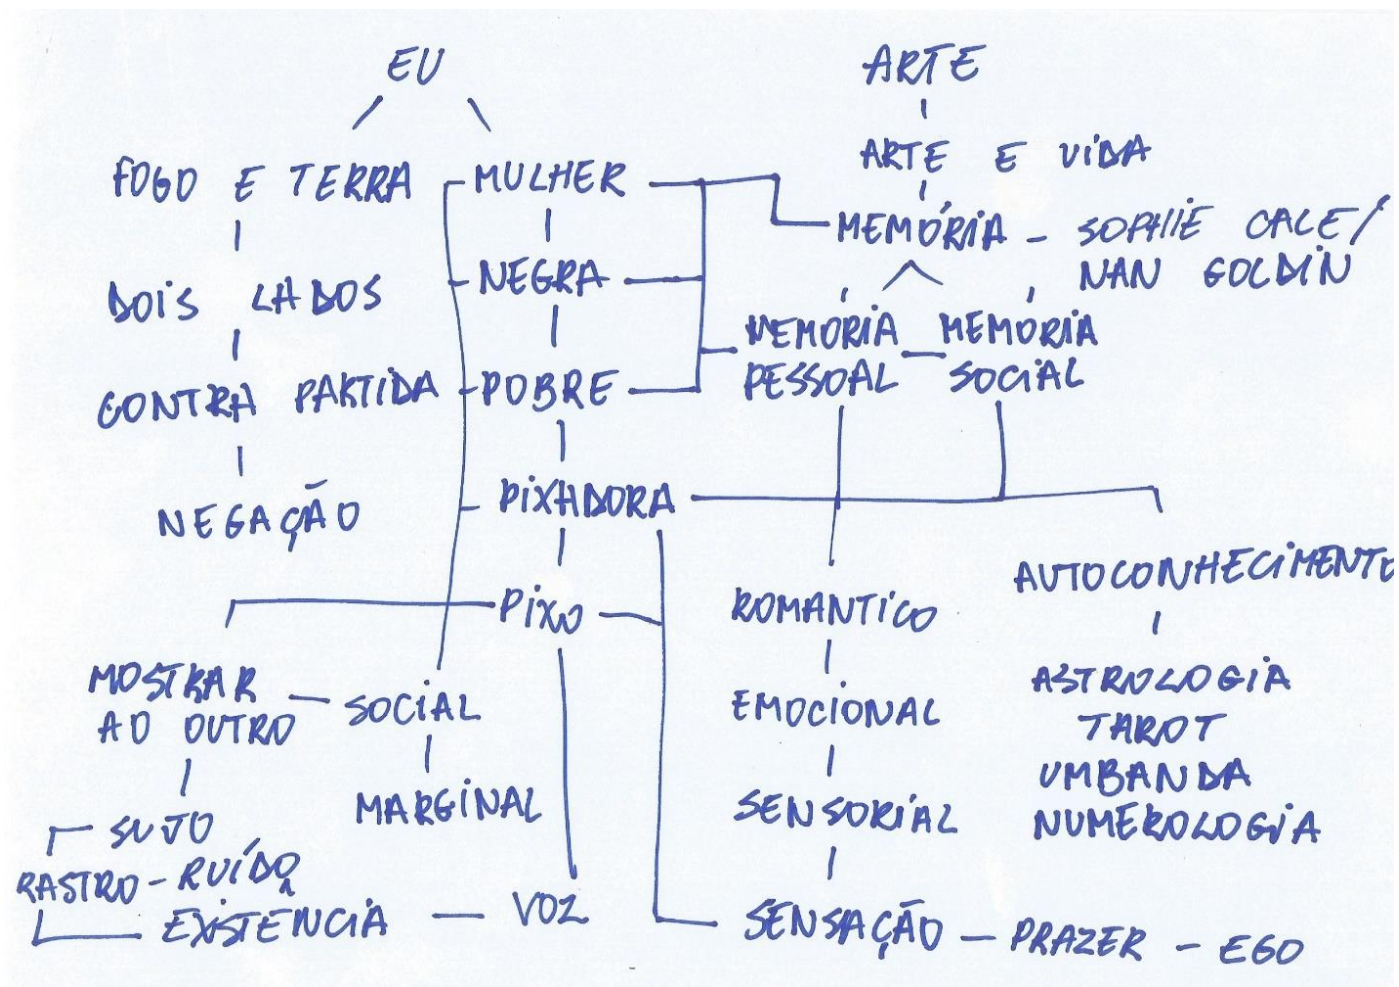 EU
FOGO E TERRA
DOIS LADOS
CONTRA PARTIDA
NEGAÇÃO
MULHER
NEGRA
POBRE
PIXADORA
PIXO
MOSTRAR
AO OUTRO
SOCIAL
MARGINAL
SUJO
RASTRO - RUÍDO
EXISTENCIA
VOZ
ARTE
ARTE E VIDA
MEMÓRIA - SOPHIE CALE/
NAN GOLDIN
MEMÓRIA
PESSOAL
MEMÓRIA
SOCIAL
ROMANTICO
EMOCIONAL
SENSORIAL
SENSAÇÃO - PRAZER - EGO
AUTOCONHECIMENTO
ASTROLOGIA
TAROT
UMBANDA
NUMEROLOGIA